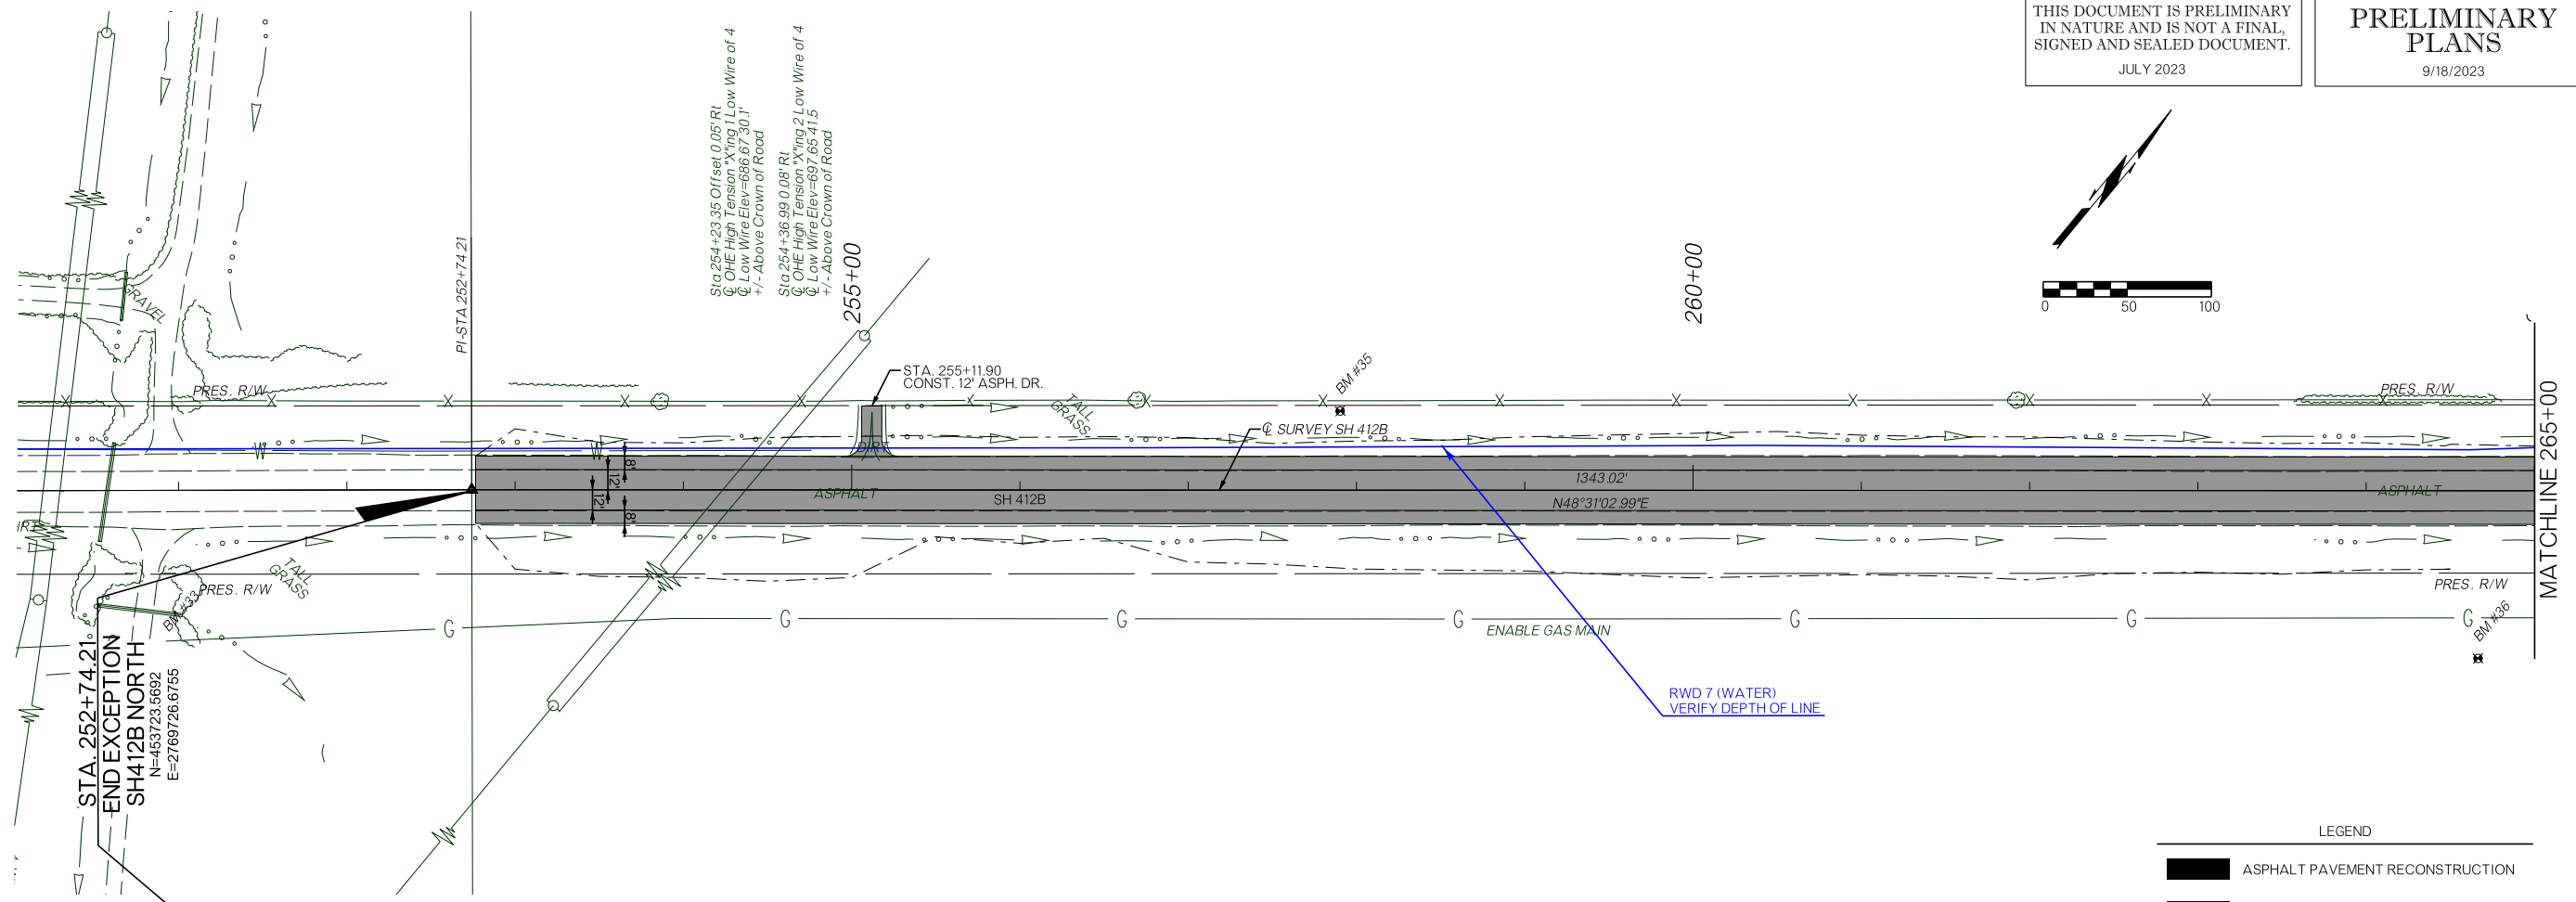 THIS DOCUMENT IS PRELIMINARY
IN NATURE AND IS NOT A FINAL,
SIGNED AND SEALED DOCUMENT.
JULY 2023
PRELIMINARY
PLANS
9/18/2023
Sta 254+23.35 Offset 0.05' Rt
℄ OHE High Tension "X"ing 1 Low Wire of 4
℄ Low Wire Elev=686.67 30.1'
+/- Above Crown of Road
Sta 254+36.99 0.08' Rt
℄ OHE High Tension "X"ing 2 Low Wire of 4
℄ Low Wire Elev=697.65 41.5
+/- Above Crown of Road
PI-STA 252+74.21
255+00
260+00
0 50 100
GRAVEL
STA. 255+11.90
CONST. 12' ASPH. DR.
BM #35
PRES. R/W
PRES. R/W
TALL
GRASS
℄ SURVEY SH 412B
MATCHLINE 265+00
W
W
DIRT
8'
12'
12'
8'
ASPHALT
SH 412B
1343.02'
N48°31'02.99"E
ASPHALT
TALL
GRASS
PRES. R/W
PRES. R/W
BM #33
G
G
G
G
G
G
G
ENABLE GAS MAIN
BM #36
STA. 252+74.21
END EXCEPTION
SH412B NORTH
N=453723.5692
E=2769726.6755
RWD 7 (WATER)
VERIFY DEPTH OF LINE
LEGEND
ASPHALT PAVEMENT RECONSTRUCTION